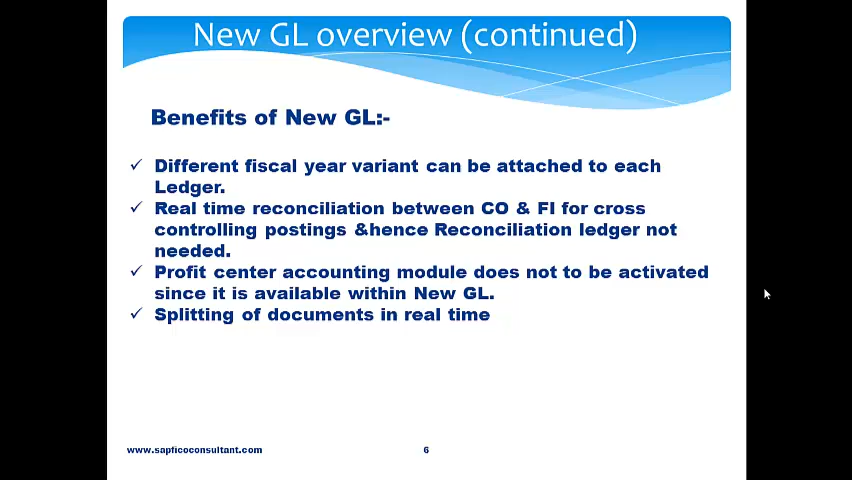 New GL overview (continued)
Benefits of New GL:-
✓ Different fiscal year variant can be attached to each
Ledger.
✓ Real time reconciliation between CO & FI for cross
controlling postings &hence Reconciliation ledger not
needed.
✓ Profit center accounting module does not to be activated
since it is available within New GL.
✓ Splitting of documents in real time
www.sapficoconsultant.com
6